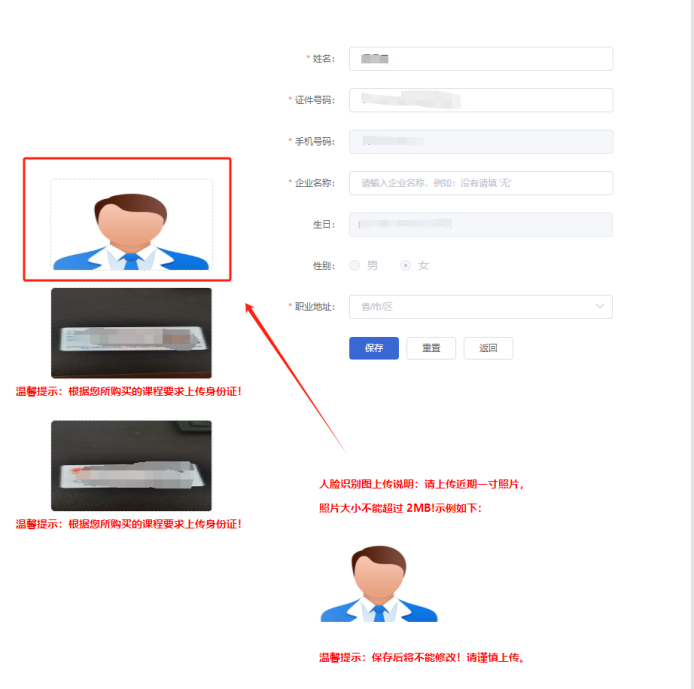 * 姓名：
* 证件号码：
* 手机号码：
* 企业名称： 请输入企业名称，例如：没有请填'无'
生日：
性别： 男 女
* 职业地址： 省/市/区
保存 重置 返回
温馨提示：根据您所购买的课程要求上传身份证！
温馨提示：根据您所购买的课程要求上传身份证！
人脸识别图上传说明：请上传近期一寸照片，
照片大小不能超过 2MB!示例如下：
温馨提示：保存后将不能修改！请谨慎上传。